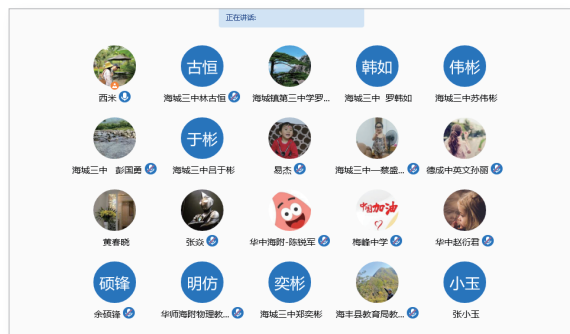 正在讲话:
古恒
韩如
伟彬
西米
海城三中林古恒
海城镇第三中学罗...
海城三中 罗韩如
海城三中苏伟彬
于彬
海城三中 彭国勇
海城三中吕于彬
易杰
海城三中—蔡盛...
德成中英文孙丽
中国加油
黄春晓
张焱
华中海附-陈锐军
梅峰中学
华中赵衍君
硕锋
明仿
奕彬
小玉
余硕锋
华师海附物理教...
海城三中郑奕彬
海丰县教育局教...
张小玉